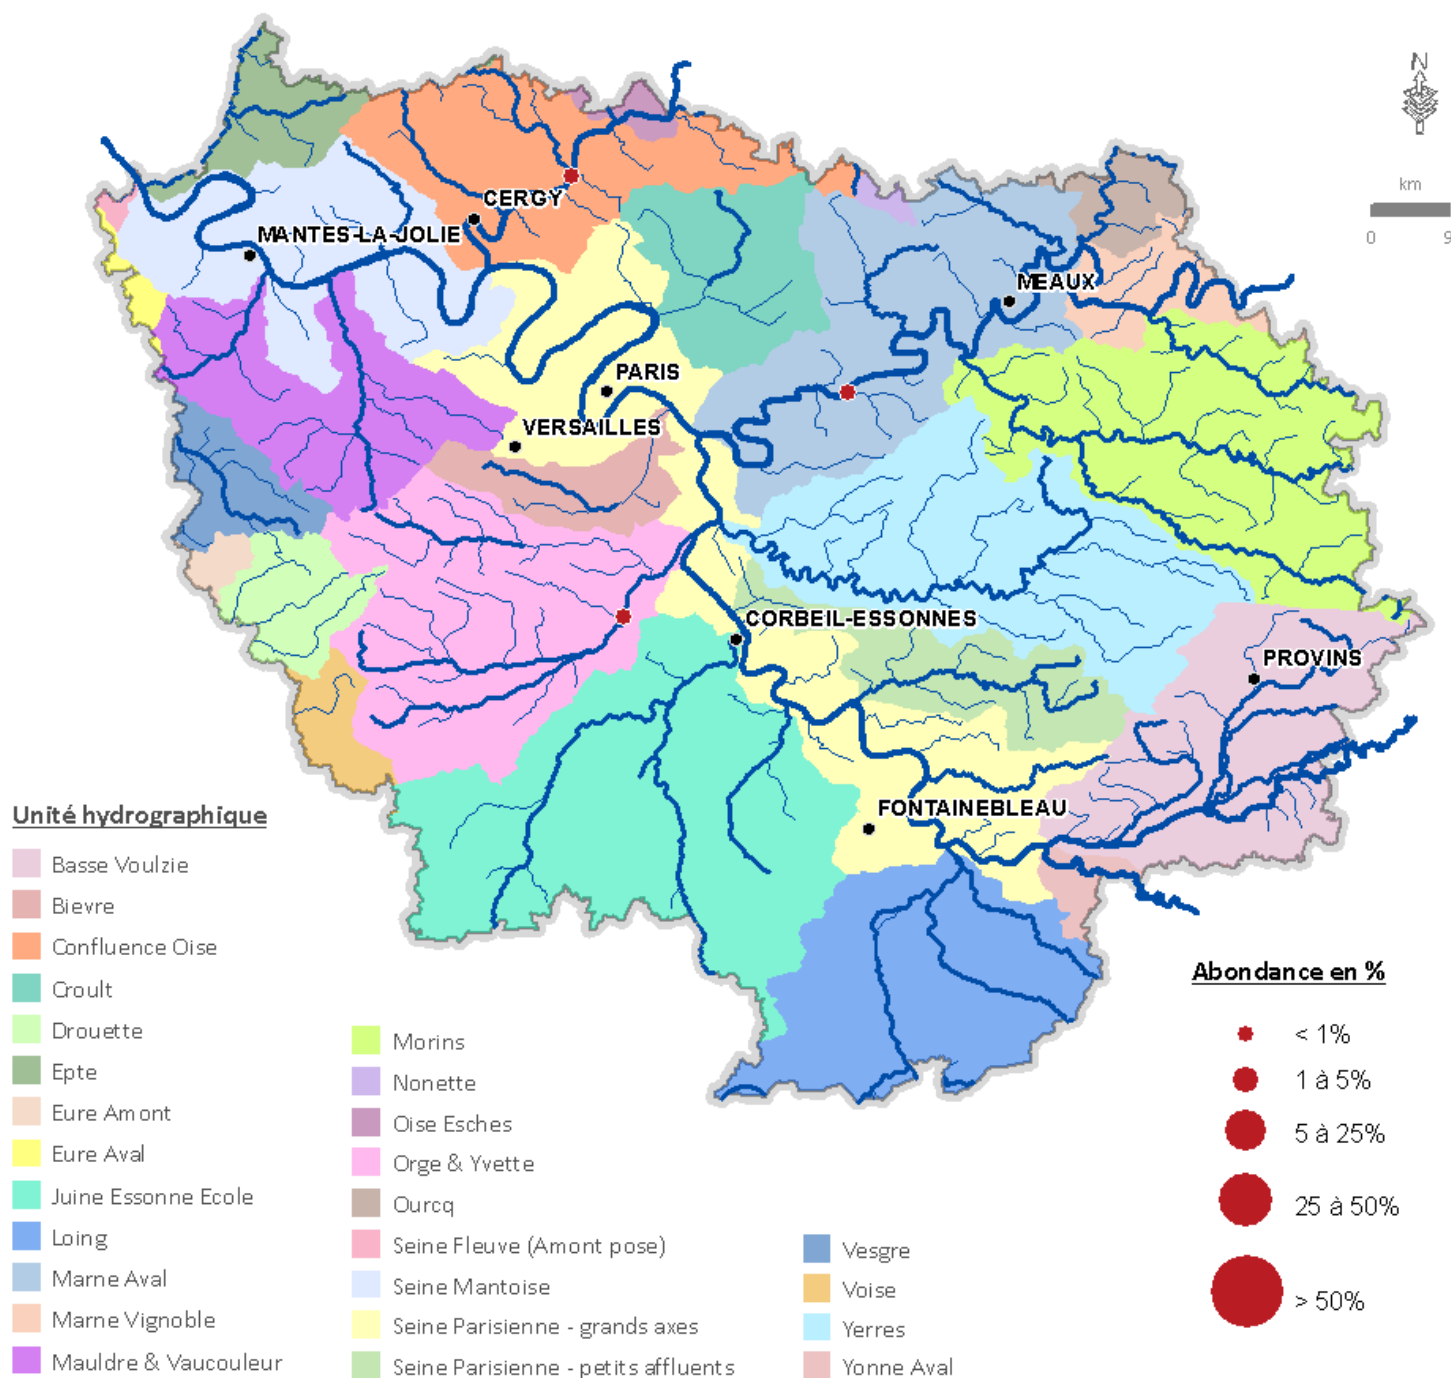 N
km
0 9
CERGY
MANTES-LA-JOLIE
MEAUX
PARIS
VERSAILLES
CORBEIL-ESSONNES
PROVINS
FONTAINEBLEAU
Unité hydrographique
Basse Voulzie
Bievre
Confluence Oise
Croult
Drouette
Epte
Eure Amont
Eure Aval
Juine Essonne Ecole
Loing
Marne Aval
Marne Vignoble
Mauldre & Vaucouleur
Morins
Nonette
Oise Esches
Orge & Yvette
Ourcq
Seine Fleuve (Amont pose)
Seine Mantoise
Seine Parisienne - grands axes
Seine Parisienne - petits affluents
Vesgre
Voise
Yerres
Yonne Aval
Abondance en %
< 1%
1 à 5%
5 à 25%
25 à 50%
> 50%